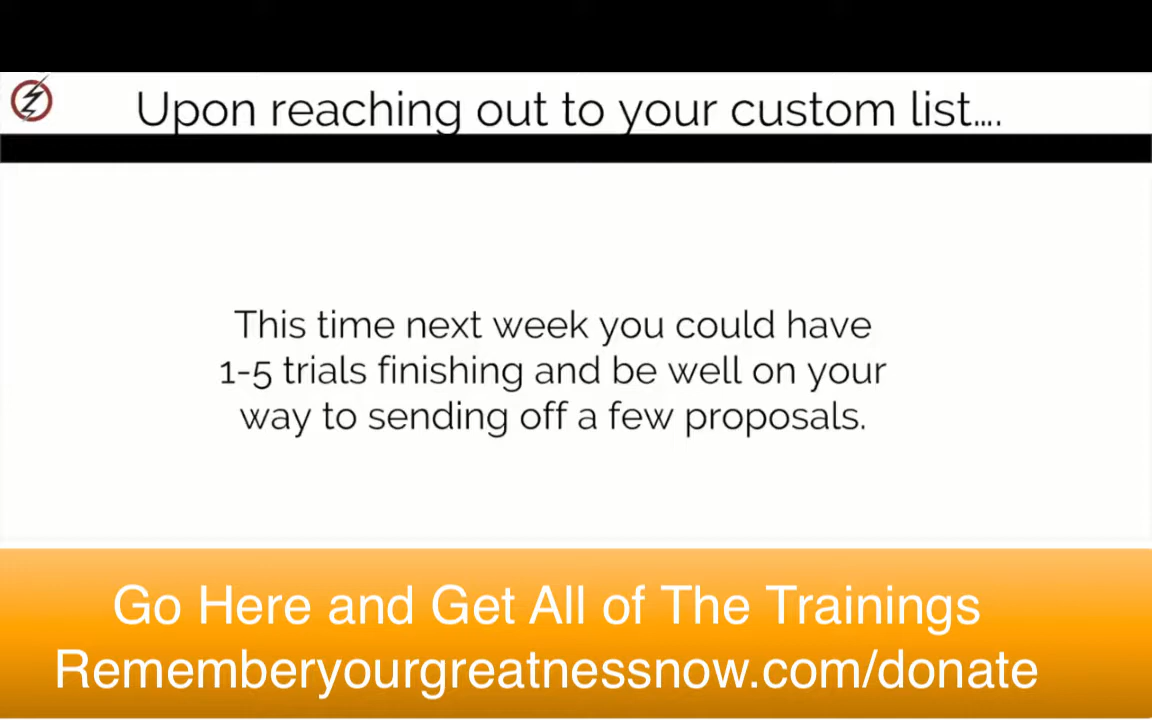 Upon reaching out to your custom list....
This time next week you could have
1-5 trials finishing and be well on your
way to sending off a few proposals.
Go Here and Get All of The Trainings
Rememberyourgreatnessnow.com/donate